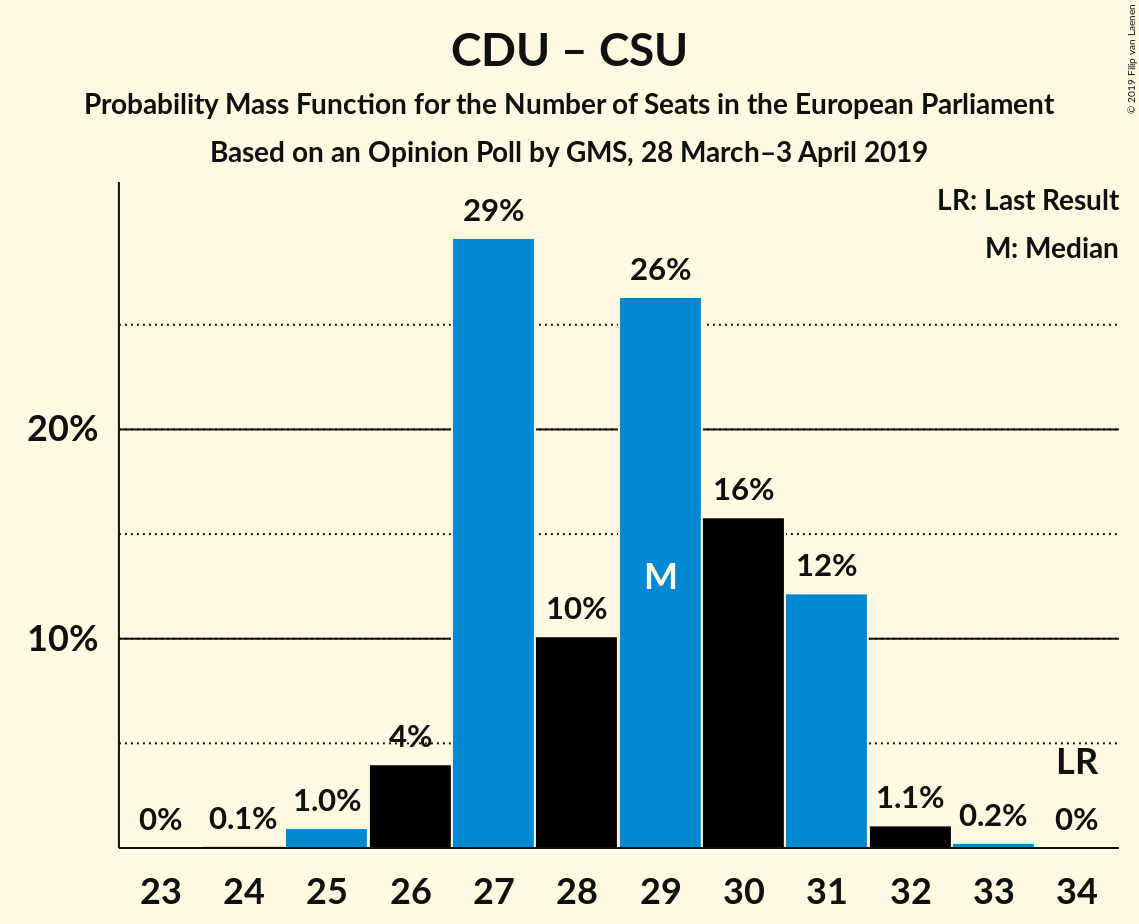 CDU – CSU
Probability Mass Function for the Number of Seats in the European Parliament
Based on an Opinion Poll by GMS, 28 March–3 April 2019
© 2019 Filip van Laenen
LR: Last Result
M: Median
29%
26%
20%
16%
M
12%
10%
10%
4%
LR
0%
0.1%
1.0%
1.1%
0.2%
0%
23 24 25 26 27 28 29 30 31 32 33 34